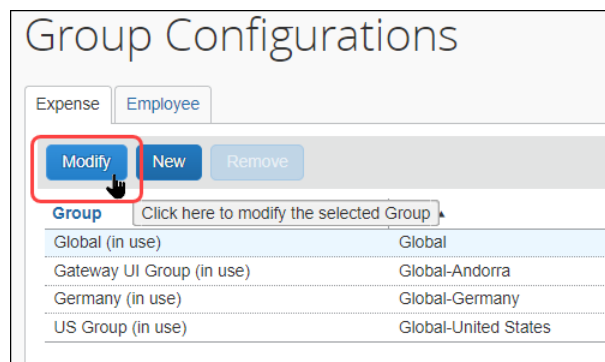 Group Configurations
Expense Employee
Modify New Remove
Group Click here to modify the selected Group
Global (in use) Global
Gateway UI Group (in use) Global-Andorra
Germany (in use) Global-Germany
US Group (in use) Global-United States